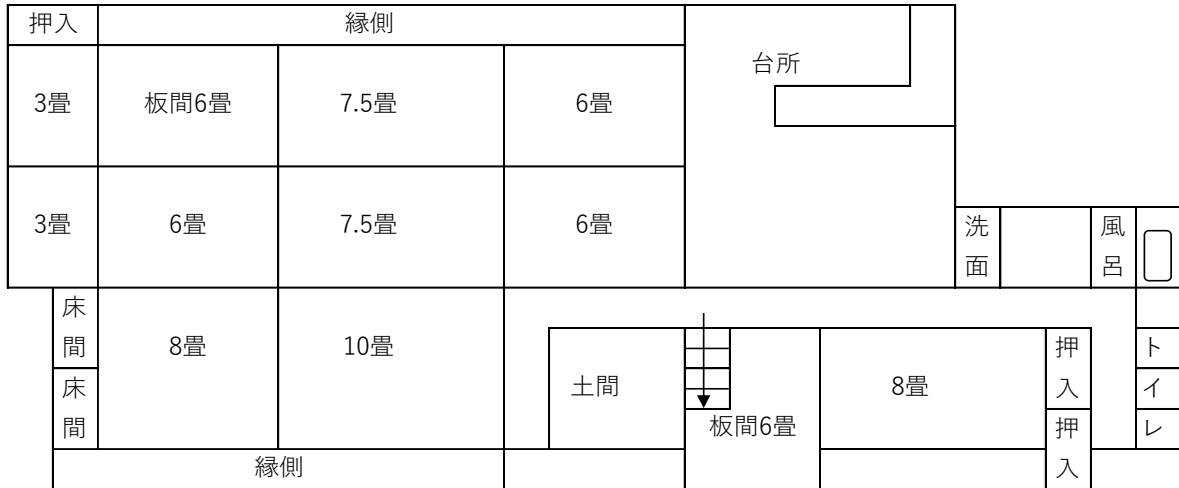 押入
縁側
台所
3畳
板間6畳
7.5畳
6畳
3畳
6畳
7.5畳
6畳
洗面
風呂
床間
8畳
10畳
土間
8畳
押入
トイレ
床間
板間6畳
押入
縁側